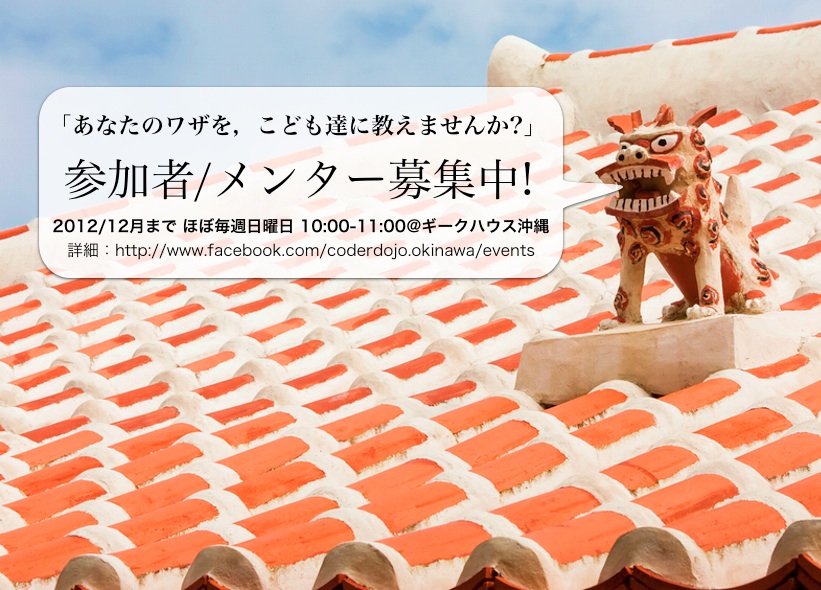 「あなたのワザを，こども達に教えませんか?」
参加者/メンター募集中!
2012/12月まで ほぼ毎週日曜日 10:00-11:00@ギークハウス沖縄
詳細：http://www.facebook.com/coderdojo.okinawa/events